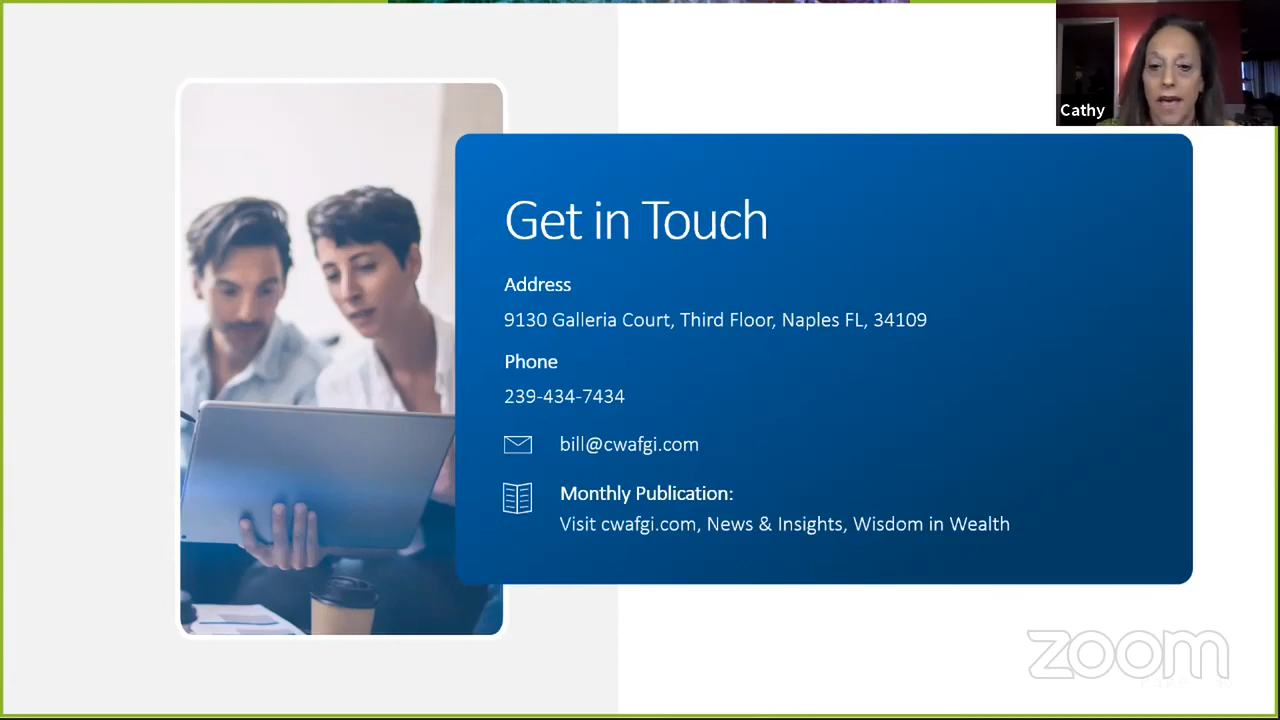 Cathy
Get in Touch
Address
9130 Galleria Court, Third Floor, Naples FL, 34109
Phone
239-434-7434
bill@cwafgi.com
Monthly Publication:
Visit cwafgi.com, News & Insights, Wisdom in Wealth
zoom